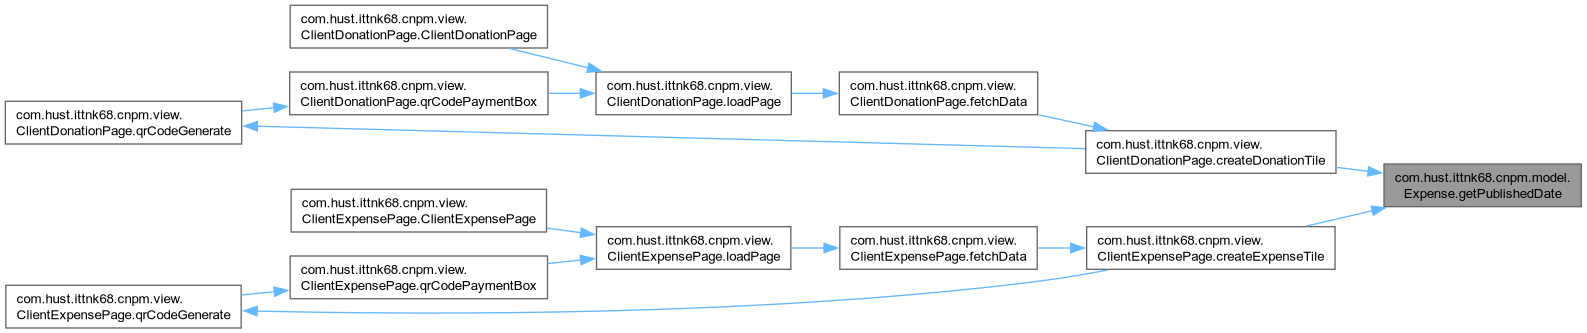 com.hust.ittnk68.cnpm.view.
ClientDonationPage.ClientDonationPage
com.hust.ittnk68.cnpm.view.
ClientDonationPage.qrCodePaymentBox
com.hust.ittnk68.cnpm.view.
ClientDonationPage.loadPage
com.hust.ittnk68.cnpm.view.
ClientDonationPage.fetchData
com.hust.ittnk68.cnpm.view.
ClientDonationPage.qrCodeGenerate
com.hust.ittnk68.cnpm.view.
ClientDonationPage.createDonationTile
com.hust.ittnk68.cnpm.model.
Expense.getPublishedDate
com.hust.ittnk68.cnpm.view.
ClientExpensePage.ClientExpensePage
com.hust.ittnk68.cnpm.view.
ClientExpensePage.loadPage
com.hust.ittnk68.cnpm.view.
ClientExpensePage.fetchData
com.hust.ittnk68.cnpm.view.
ClientExpensePage.createExpenseTile
com.hust.ittnk68.cnpm.view.
ClientExpensePage.qrCodePaymentBox
com.hust.ittnk68.cnpm.view.
ClientExpensePage.qrCodeGenerate